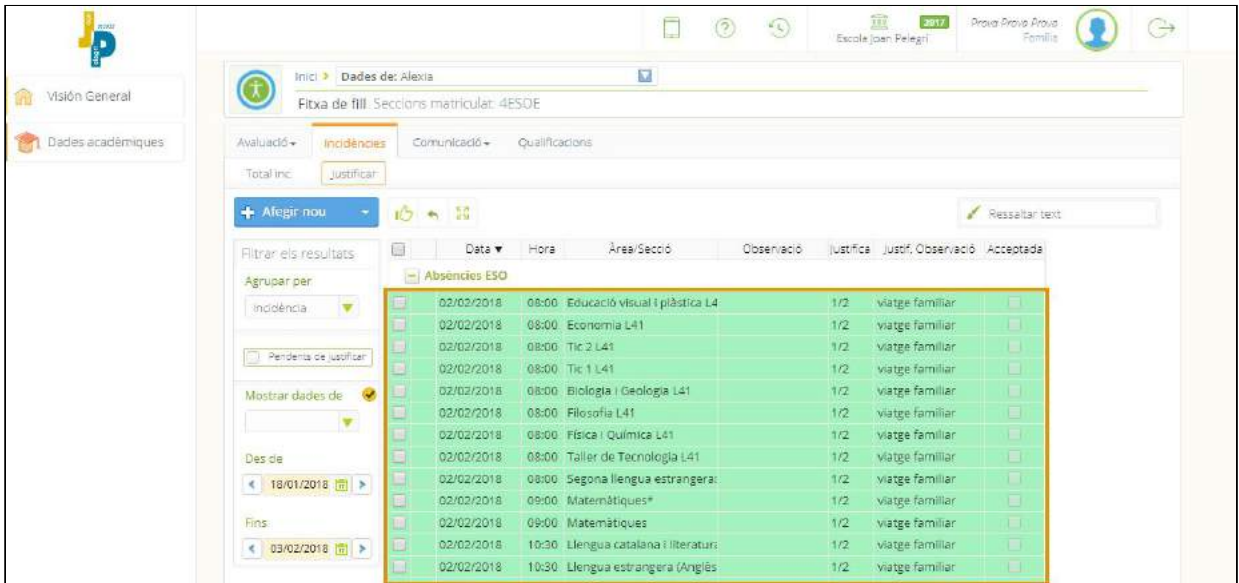 2017
Escola Joan Pelegrí
Prova Prova Prova
Família
Visión General
Dades acadèmiques
Inici > Dades de: Alexia
Fitxa de fill Seccions matriculat: 4ESOE
Avaluació Incidències Comunicació Qualificacions
Total inc. Justificar
+ Afegir nou
Ressaltar text
Filtrar els resultats
Agrupar per
Incidència
Pendents de justificar
Mostrar dades de
Des de
18/01/2018
Fins
03/02/2018
Data ▼ Hora Àrea/Secció Observació Justifica Justif. Observació Acceptada
Absències ESO
02/02/2018 08:00 Educació visual i plàstica L4 1/2 viatge familiar
02/02/2018 08:00 Economia L41 1/2 viatge familiar
02/02/2018 08:00 Tic 2 L41 1/2 viatge familiar
02/02/2018 08:00 Tic 1 L41 1/2 viatge familiar
02/02/2018 08:00 Biologia i Geologia L41 1/2 viatge familiar
02/02/2018 08:00 Filosofia L41 1/2 viatge familiar
02/02/2018 08:00 Física i Química L41 1/2 viatge familiar
02/02/2018 08:00 Taller de Tecnologia L41 1/2 viatge familiar
02/02/2018 08:00 Segona llengua estrangera: 1/2 viatge familiar
02/02/2018 09:00 Matemàtiques* 1/2 viatge familiar
02/02/2018 09:00 Matemàtiques 1/2 viatge familiar
02/02/2018 10:30 Llengua catalana i literatura 1/2 viatge familiar
02/02/2018 10:30 Llengua estrangera (Anglès 1/2 viatge familiar